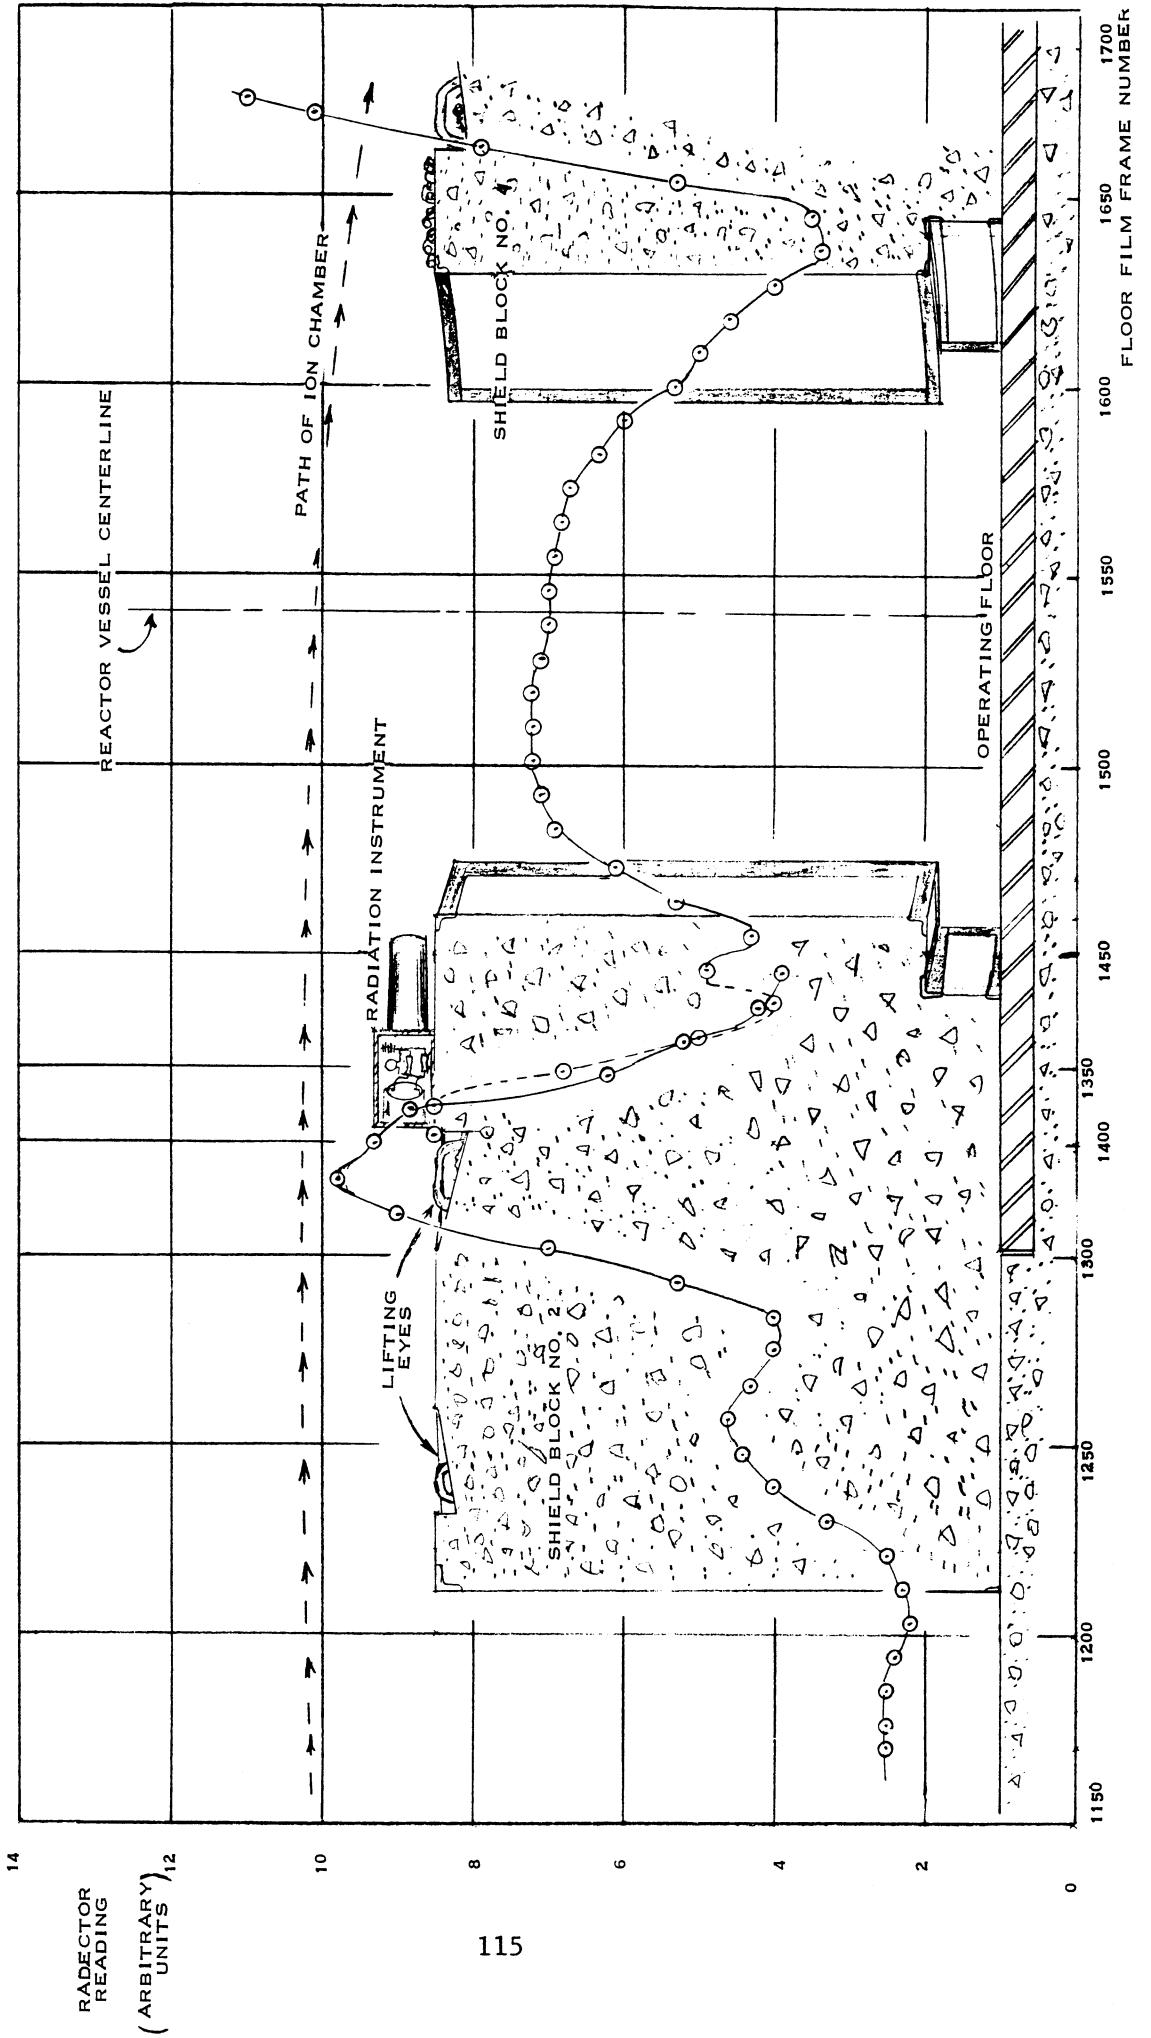 RADECTOR
READING
(ARBITRARY)
UNITS
14
12
10
8
6
4
2
0
REACTOR VESSEL CENTERLINE
PATH OF ION CHAMBER
RADIATION INSTRUMENT
LIFTING
EYES
SHIELD BLOCK NO. 2
SHIELD BLOCK NO. 4
OPERATING FLOOR
1150
1200
1250
1300
1400
1350
1450
1500
1550
1600
1650
1700
FLOOR FILM FRAME NUMBER
115